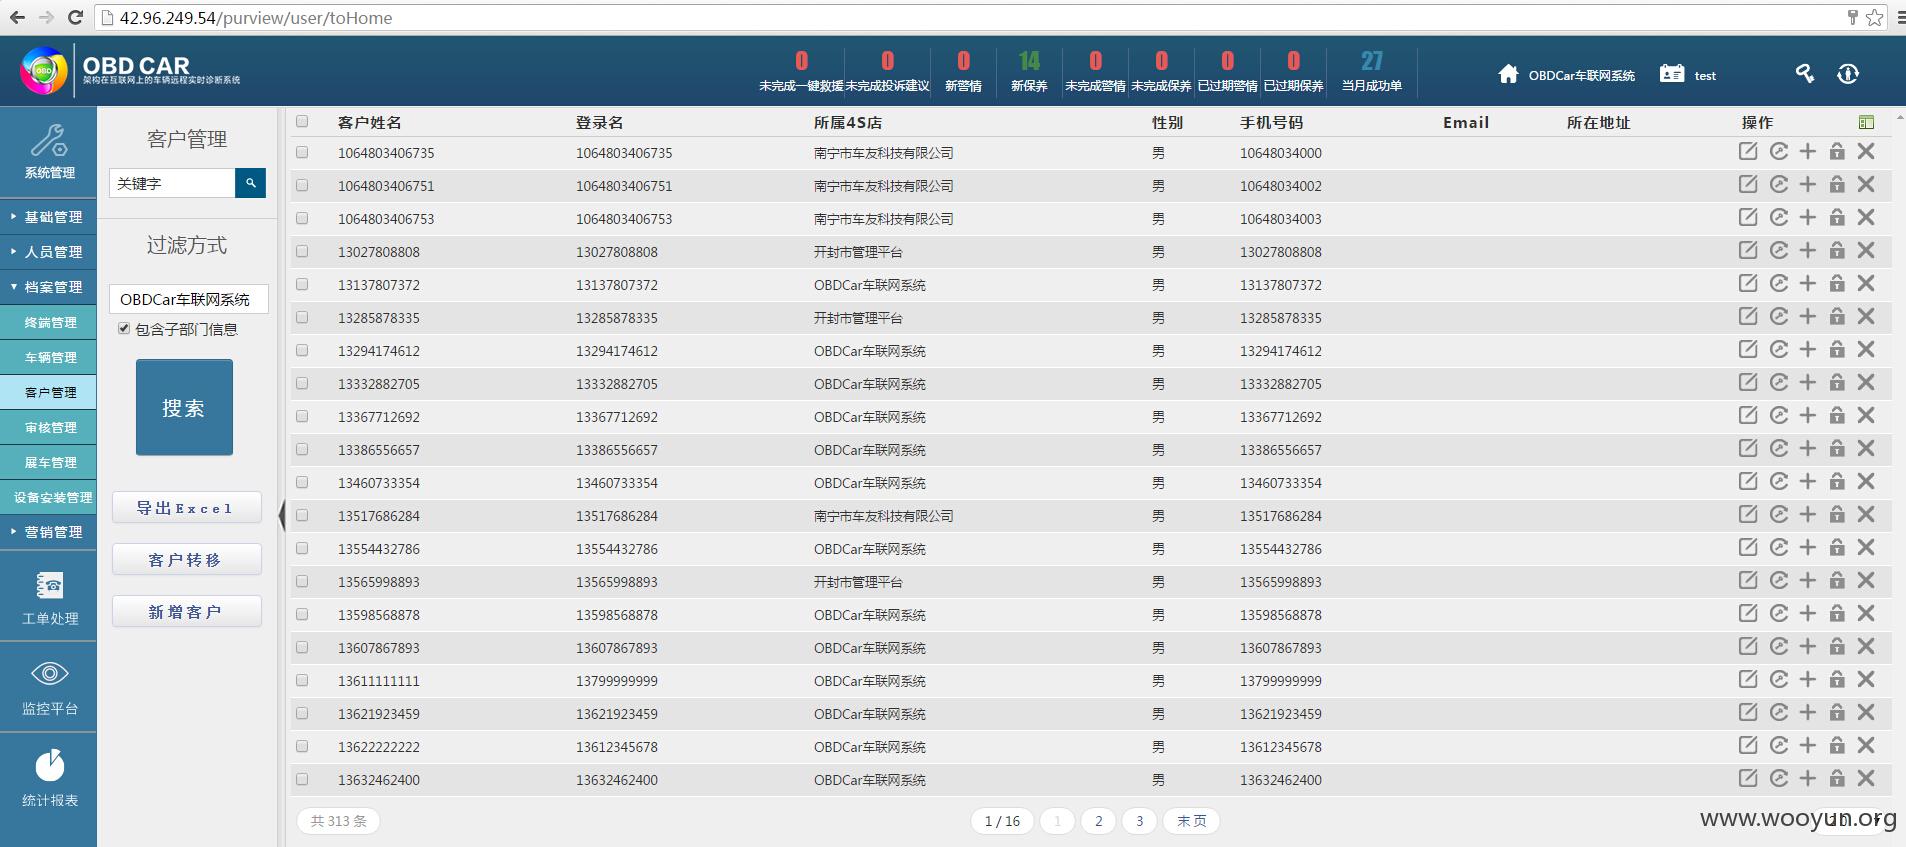 42.96.249.54/purview/user/toHome
OBD CAR
架构在互联网上的车辆远程实时诊断系统
0 0 0 14 0 0 0 0 27
未完成一键救援 未完成投诉建议 新警情 新保养 未完成警情 未完成保养 已过期警情 已过期保养 当月成功单
OBDCar车联网系统 test
系统管理
基础管理
人员管理
档案管理
终端管理
车辆管理
客户管理
审核管理
展车管理
设备安装管理
营销管理
工单处理
监控平台
统计报表
客户管理
关键字
过滤方式
OBDCar车联网系统
包含子部门信息
搜索
导出Excel
客户转移
新增客户
客户姓名 登录名 所属4S店 性别 手机号码 Email 所在地址 操作
1064803406735 1064803406735 南宁市车友科技有限公司 男 10648034000
1064803406751 1064803406751 南宁市车友科技有限公司 男 10648034002
1064803406753 1064803406753 南宁市车友科技有限公司 男 10648034003
13027808808 13027808808 开封市管理平台 男 13027808808
13137807372 13137807372 OBDCar车联网系统 男 13137807372
13285878335 13285878335 开封市管理平台 男 13285878335
13294174612 13294174612 OBDCar车联网系统 男 13294174612
13332882705 13332882705 OBDCar车联网系统 男 13332882705
13367712692 13367712692 OBDCar车联网系统 男 13367712692
13386556657 13386556657 OBDCar车联网系统 男 13386556657
13460733354 13460733354 OBDCar车联网系统 男 13460733354
13517686284 13517686284 南宁市车友科技有限公司 男 13517686284
13554432786 13554432786 OBDCar车联网系统 男 13554432786
13565998893 13565998893 开封市管理平台 男 13565998893
13598568878 13598568878 OBDCar车联网系统 男 13598568878
13607867893 13607867893 OBDCar车联网系统 男 13607867893
13611111111 13799999999 OBDCar车联网系统 男 13799999999
13621923459 13621923459 OBDCar车联网系统 男 13621923459
13622222222 13612345678 OBDCar车联网系统 男 13612345678
13632462400 13632462400 OBDCar车联网系统 男 13632462400
共 313 条 1 / 16 1 2 3 末页
www.wooyun.org